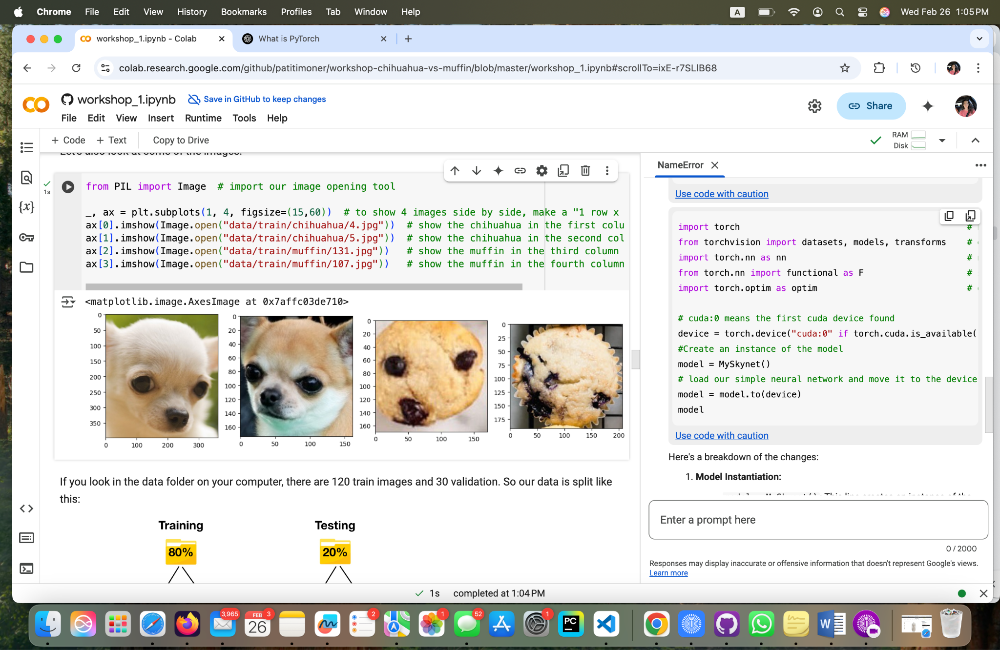 Chrome File Edit View History Bookmarks Profiles Tab Window Help A Wed Feb 26 1:05 PM
workshop_1.ipynb - Colab
What is PyTorch
colab.research.google.com/github/patitimoner/workshop-chihuahua-vs-muffin/blob/master/workshop_1.ipynb#scrollTo=ixE-r7SLlB68
workshop_1.ipynb Save in GitHub to keep changes
File Edit View Insert Runtime Tools Help
Share
+ Code + Text Copy to Drive
RAM
Disk
Let's also look at some of the images.
1s
from PIL import Image # import our image opening tool
_, ax = plt.subplots(1, 4, figsize=(15,60)) # to show 4 images side by side, make a "1 row x
ax[0].imshow(Image.open("data/train/chihuahua/4.jpg")) # show the chihuahua in the first colu
ax[1].imshow(Image.open("data/train/chihuahua/5.jpg")) # show the chihuahua in the second col
ax[2].imshow(Image.open("data/train/muffin/131.jpg")) # show the muffin in the third column
ax[3].imshow(Image.open("data/train/muffin/107.jpg")) # show the muffin in the fourth column
<matplotlib.image.AxesImage at 0x7affc03de710>
0
50
100
150
200
250
300
350
0 100 200 300
0
20
40
60
80
100
120
140
160
0 50 100 150
0
20
40
60
80
100
120
140
160
0 50 100 150
0
25
50
75
100
125
150
175
0 50 100 150 200
If you look in the data folder on your computer, there are 120 train images and 30 validation. So our data is split like
this:
Training Testing
80% 20%
NameError
Use code with caution
import torch #
from torchvision import datasets, models, transforms #
import torch.nn as nn #
from torch.nn import functional as F #
import torch.optim as optim #
# cuda:0 means the first cuda device found
device = torch.device("cuda:0" if torch.cuda.is_available(
#Create an instance of the model
model = MySkynet()
# load our simple neural network and move it to the device
model = model.to(device)
model
Use code with caution
Here's a breakdown of the changes:
1. Model Instantiation:
model = MySkynet(): This line creates an instance of the
Enter a prompt here
0 / 2000
Responses may display inaccurate or offensive information that doesn't represent Google's views.
Learn more
1s completed at 1:04 PM
3,965
FEB 3
26
2
1
52
1
PC
W